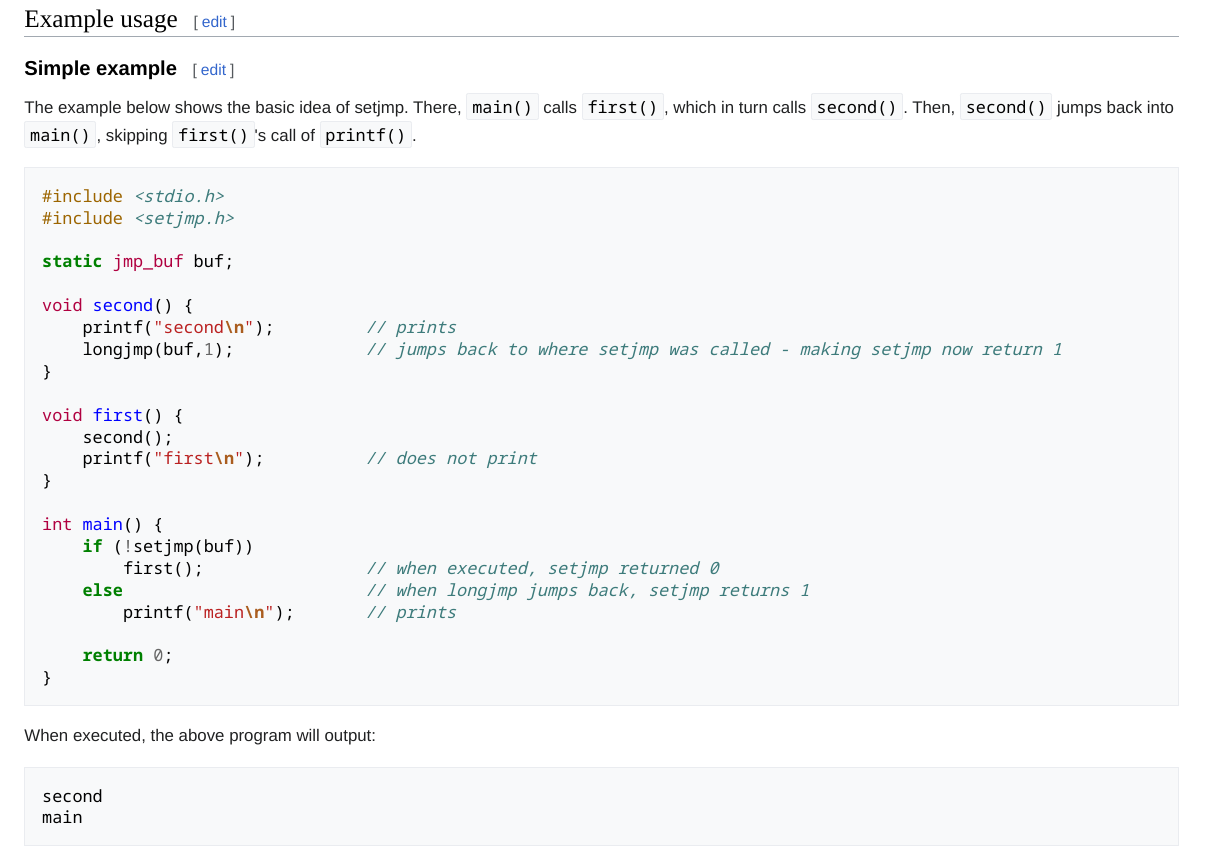 Example usage [ edit ]
Simple example [ edit ]
The example below shows the basic idea of setjmp. There, main() calls first(), which in turn calls second(). Then, second() jumps back into
main(), skipping first()'s call of printf().
#include <stdio.h>
#include <setjmp.h>

static jmp_buf buf;

void second() {
    printf("second\n");         // prints
    longjmp(buf,1);             // jumps back to where setjmp was called - making setjmp now return 1
}

void first() {
    second();
    printf("first\n");          // does not print
}

int main() {
    if (!setjmp(buf))
        first();                // when executed, setjmp returned 0
    else                        // when longjmp jumps back, setjmp returns 1
        printf("main\n");       // prints

    return 0;
}
When executed, the above program will output:
second
main